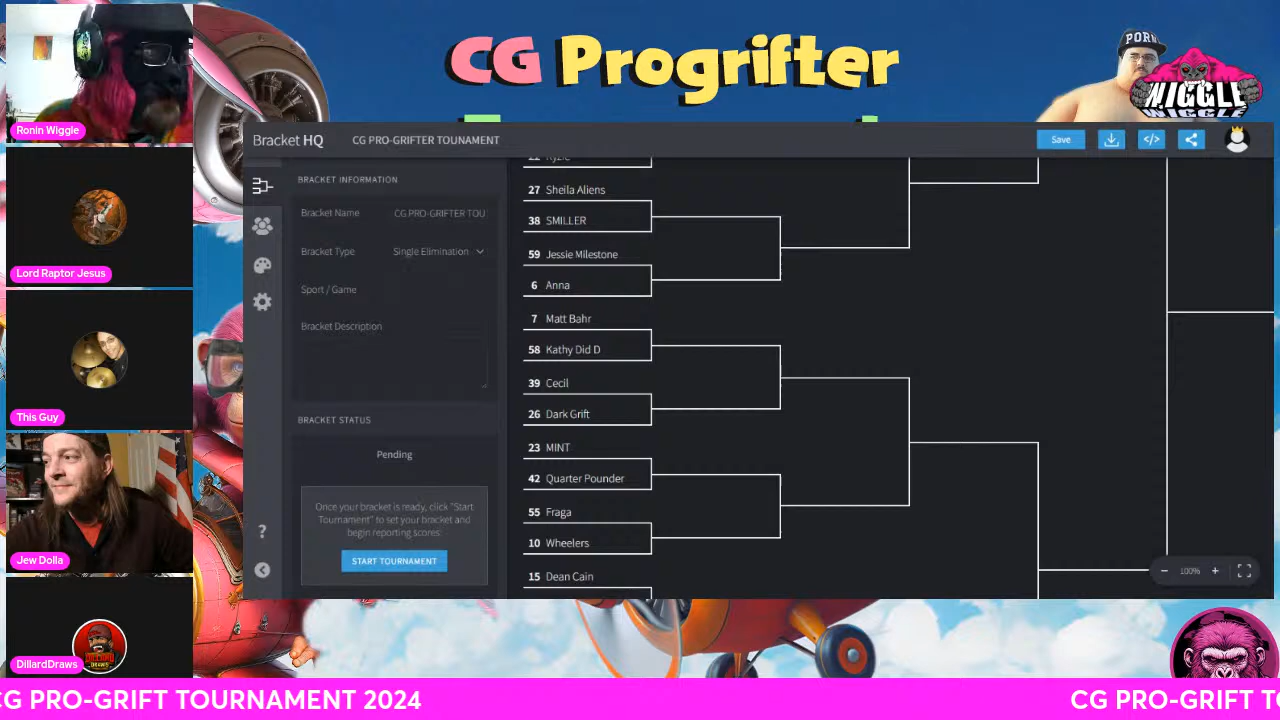 CG Progrifter
PORN
WIGGLE
WIGGLE
Ronin Wiggle
Lord Raptor Jesus
This Guy
Jew Dolla
DillardDraws
Bracket HQ
CG PRO-GRIFTER TOURNAMENT
Save
BRACKET INFORMATION
Bracket Name
CG PRO-GRIFTER TOU
Bracket Type
Single Elimination
Sport / Game
Bracket Description
BRACKET STATUS
Pending
Once your bracket is ready, click "Start
Tournament" to set your bracket and
begin reporting scores:
START TOURNAMENT
27 Sheila Aliens
38 SMILLER
59 Jessie Milestone
6 Anna
7 Matt Bahr
58 Kathy Did D
39 Cecil
26 Dark Grift
23 MINT
42 Quarter Pounder
55 Fraga
10 Wheelers
15 Dean Cain
100%
CG PRO-GRIFT TOURNAMENT 2024
CG PRO-GRIFT TO